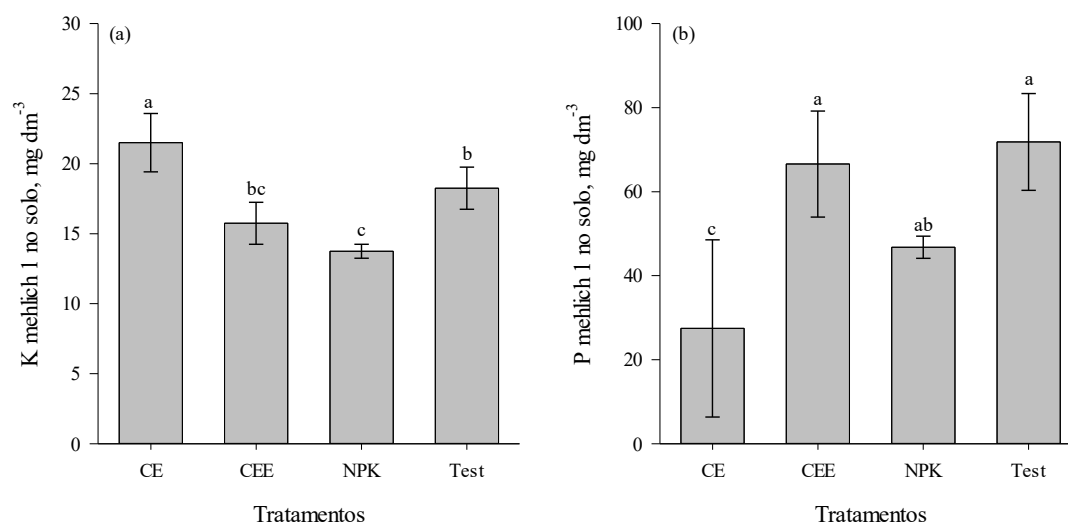 (a)
K mehlich 1 no solo, mg dm-3
30
25
20
15
10
5
0
a
bc
c
b
CE CEE NPK Test
Tratamentos
(b)
P mehlich 1 no solo, mg dm-3
100
80
60
40
20
0
c
a
ab
a
CE CEE NPK Test
Tratamentos